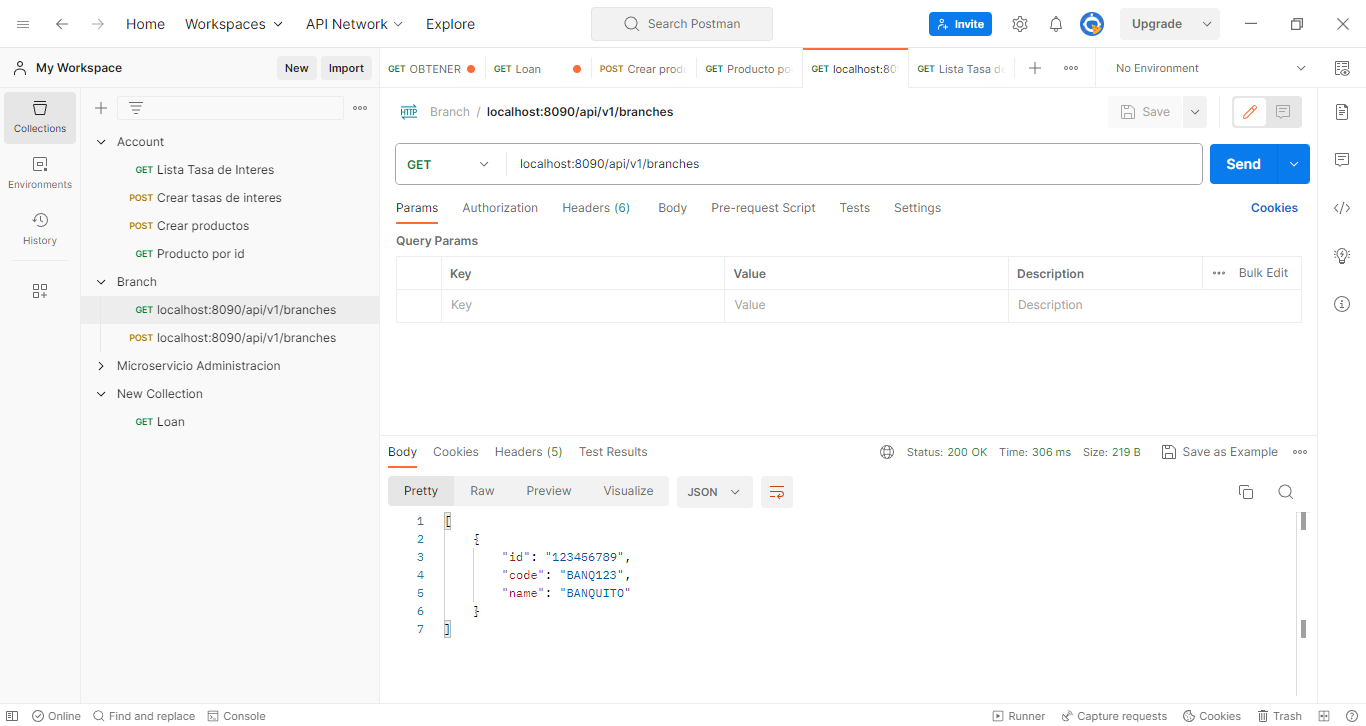 Home Workspaces API Network Explore Search Postman Invite Upgrade
My Workspace New Import GET OBTENER GET Loan POST Crear prod GET Producto po GET localhost:809 GET Lista Tasa de No Environment
HTTP Branch / localhost:8090/api/v1/branches Save
Collections
Environments
History
Account
GET Lista Tasa de Interes
POST Crear tasas de interes
POST Crear productos
GET Producto por id
Branch
GET localhost:8090/api/v1/branches
POST localhost:8090/api/v1/branches
Microservicio Administracion
New Collection
GET Loan
GET localhost:8090/api/v1/branches Send
Params Authorization Headers (6) Body Pre-request Script Tests Settings Cookies
Query Params
Key Value Description Bulk Edit
Key Value Description
Body Cookies Headers (5) Test Results Status: 200 OK Time: 306 ms Size: 219 B Save as Example
Pretty Raw Preview Visualize JSON
1 [
2 {
3 "id": "123456789",
4 "code": "BANQ123",
5 "name": "BANQUITO"
6 }
7 ]
Online Find and replace Console Runner Capture requests Cookies Trash